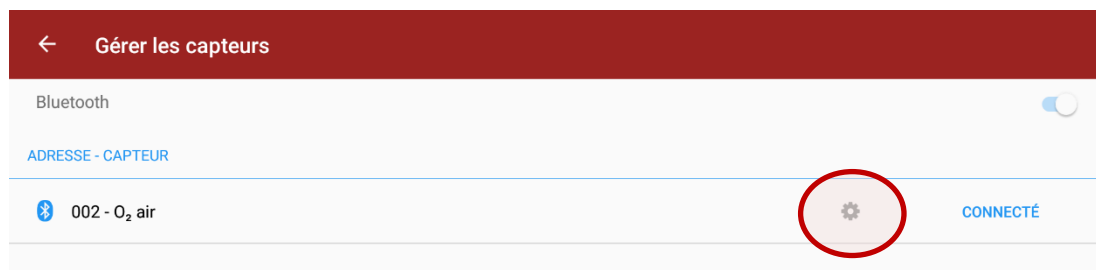 Gérer les capteurs
Bluetooth
ADRESSE - CAPTEUR
002 - O₂ air CONNECTÉ